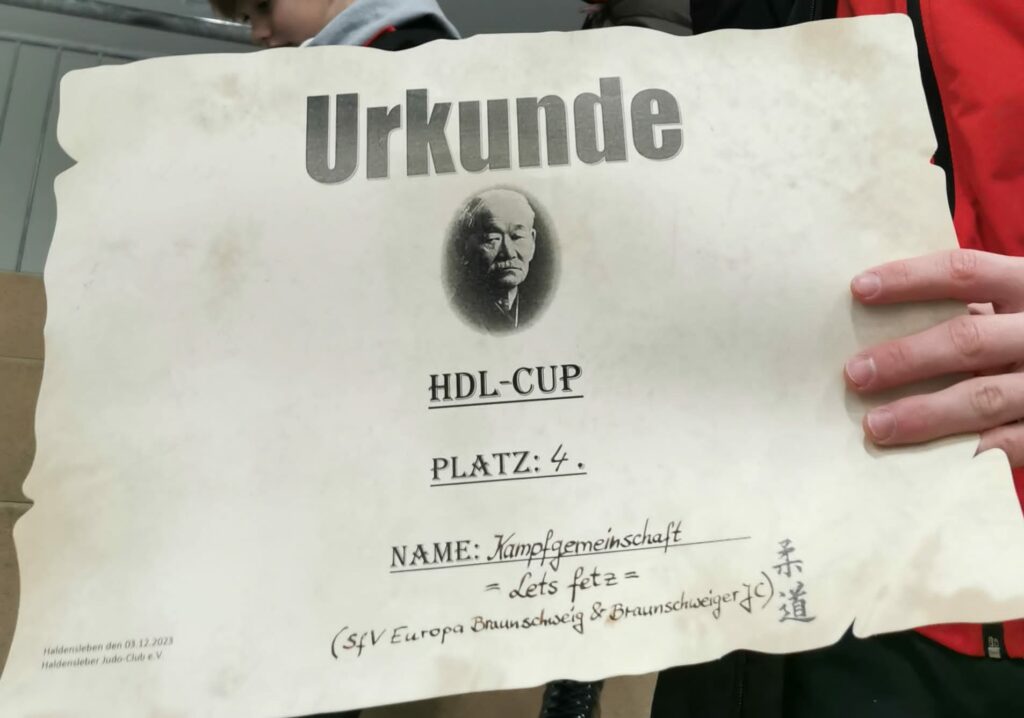 Urkunde
HDL-CUP
PLATZ: 4.
NAME: Kampfgemeinschaft
= Lets fetz =
(SfV Europa Braunschweig & Braunschweiger JC)
柔道
Haldensleben den 03.12.2023
Haldensleber Judo-Club e.V.